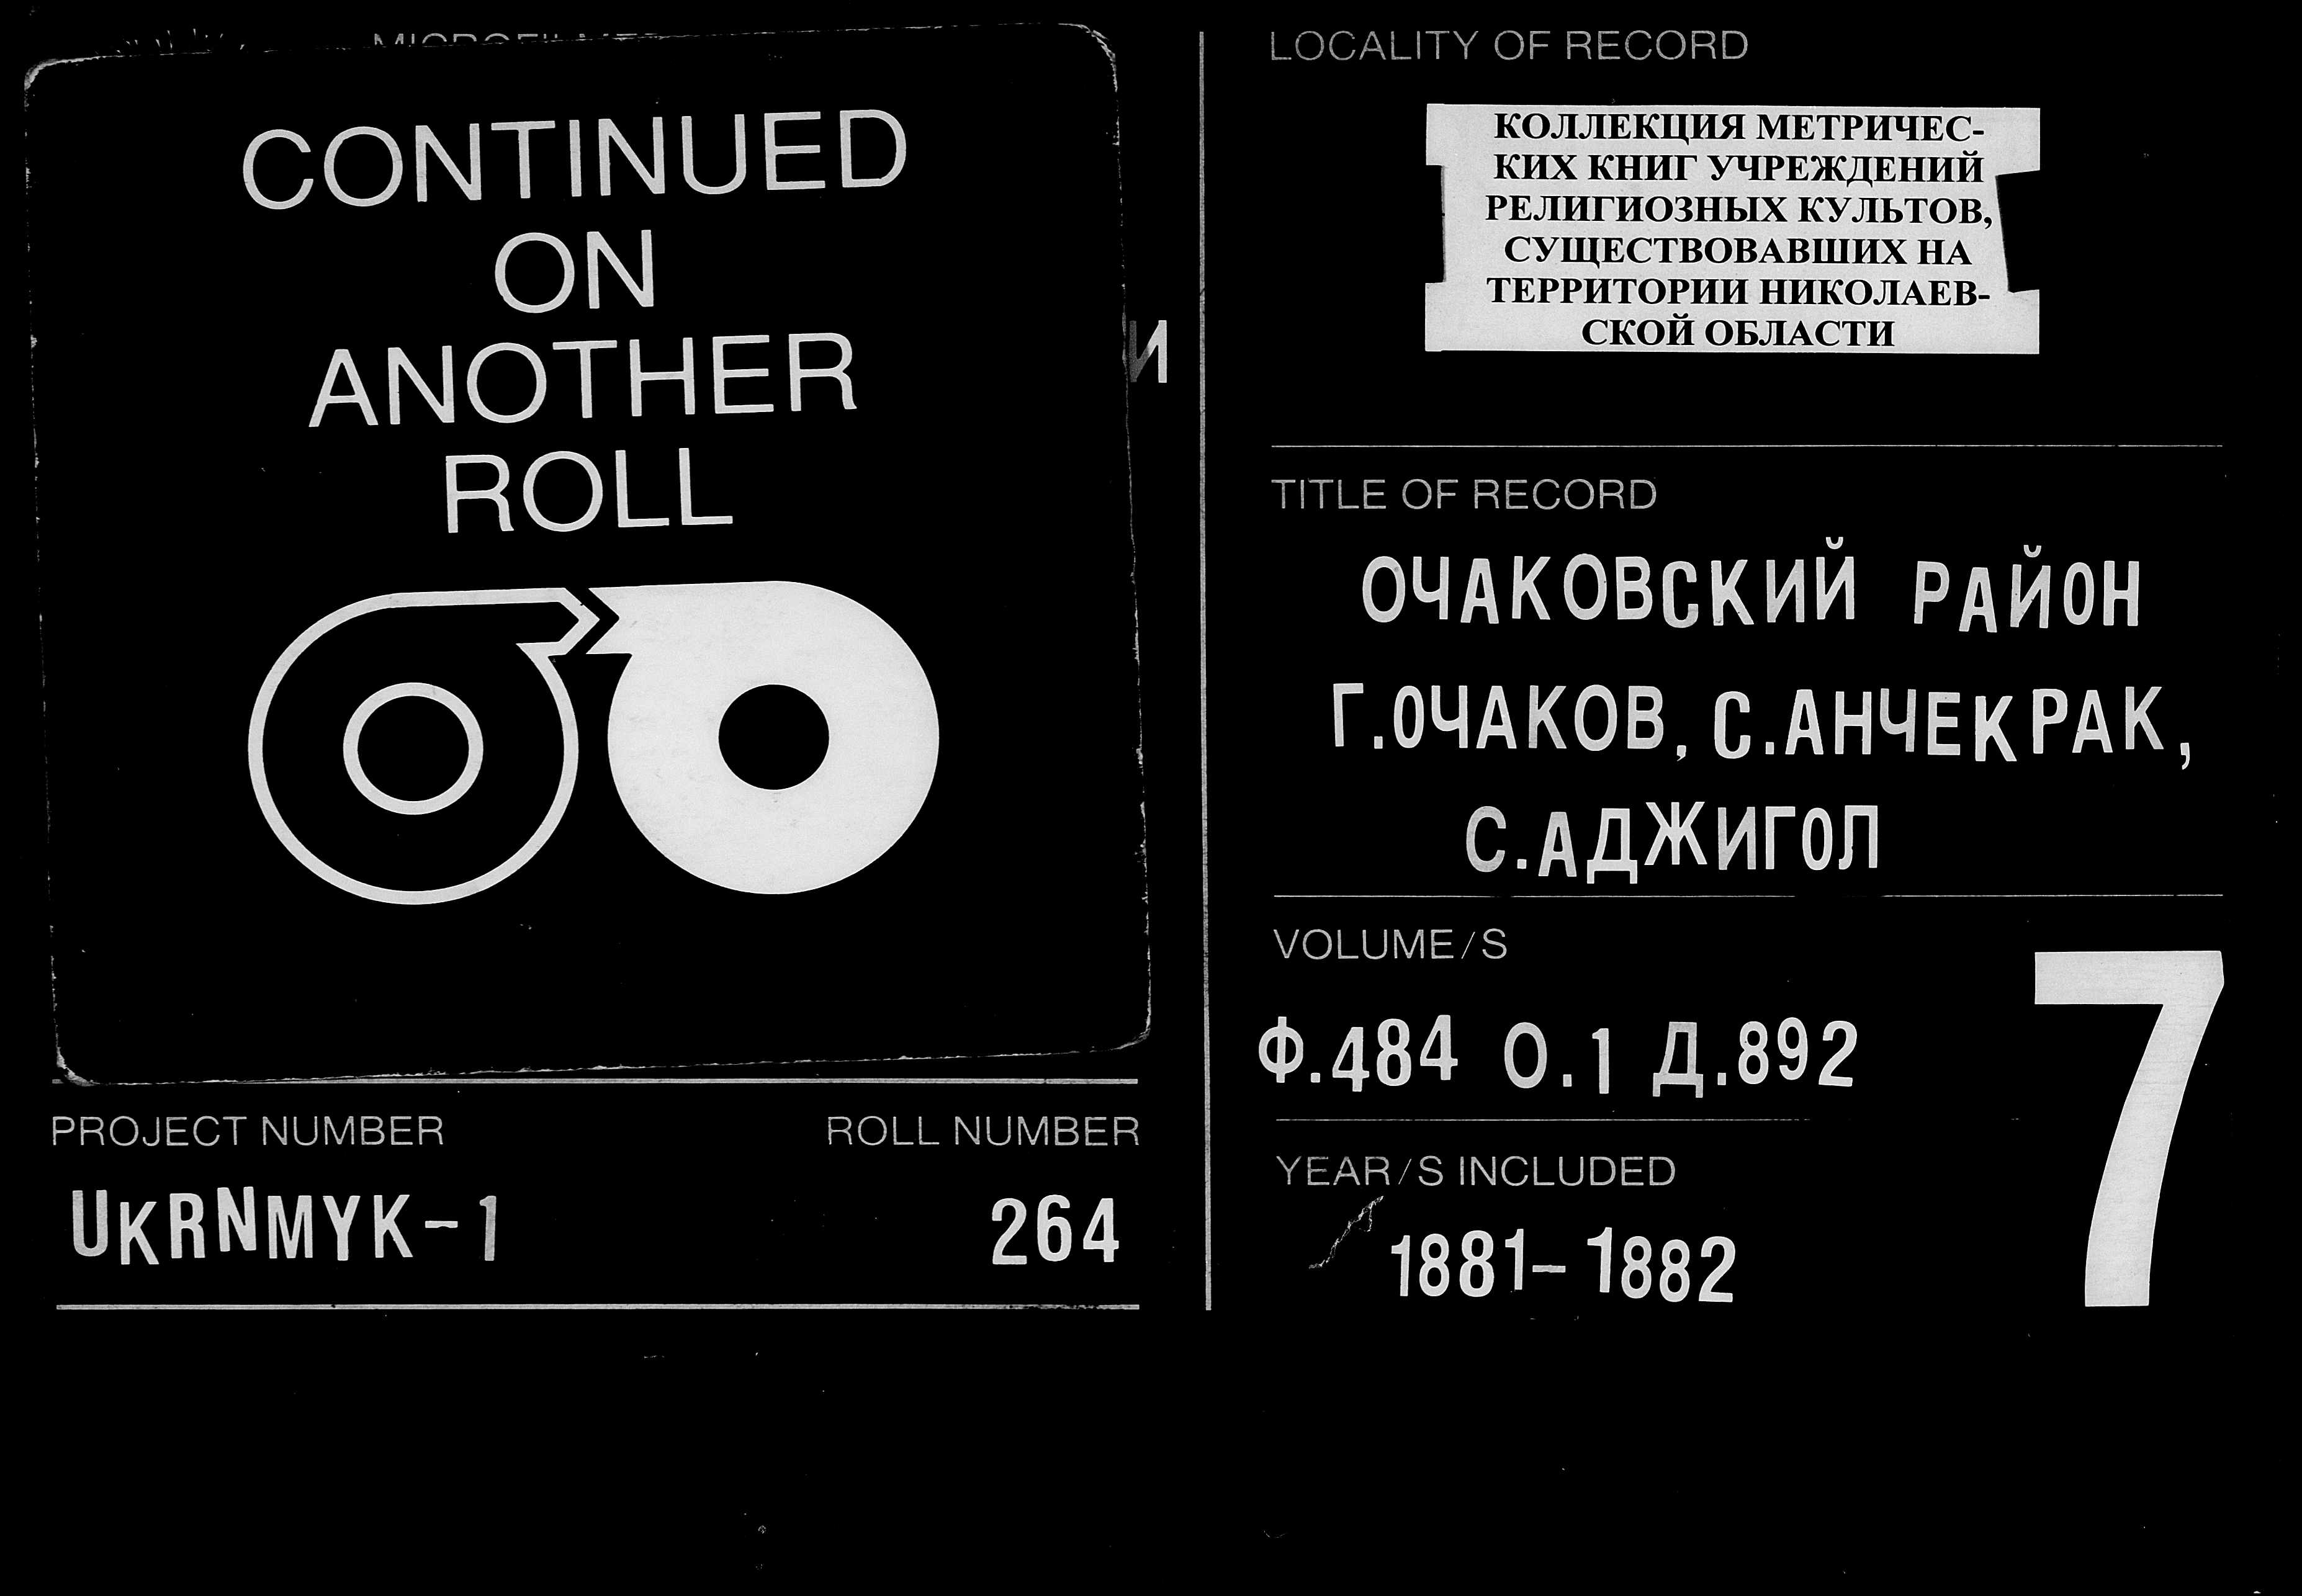 CONTINUED
ON
ANOTHER
ROLL
PROJECT NUMBER
ROLL NUMBER
UKRNMYK-1
264
LOCALITY OF RECORD
КОЛЛЕКЦИЯ МЕТРИЧЕС-
КИХ КНИГ УЧРЕЖДЕНИЙ
РЕЛИГИОЗНЫХ КУЛЬТОВ,
СУЩЕСТВОВАВШИХ НА
ТЕРРИТОРИИ НИКОЛАЕВ-
СКОЙ ОБЛАСТИ
TITLE OF RECORD
ОЧАКОВСКИЙ РАЙОН
Г.ОЧАКОВ, С.АНЧЕКРАК,
С.АДЖИГОЛ
VOLUME/S
Ф.484 О.1 Д.892
7
YEAR/S INCLUDED
1881-1882